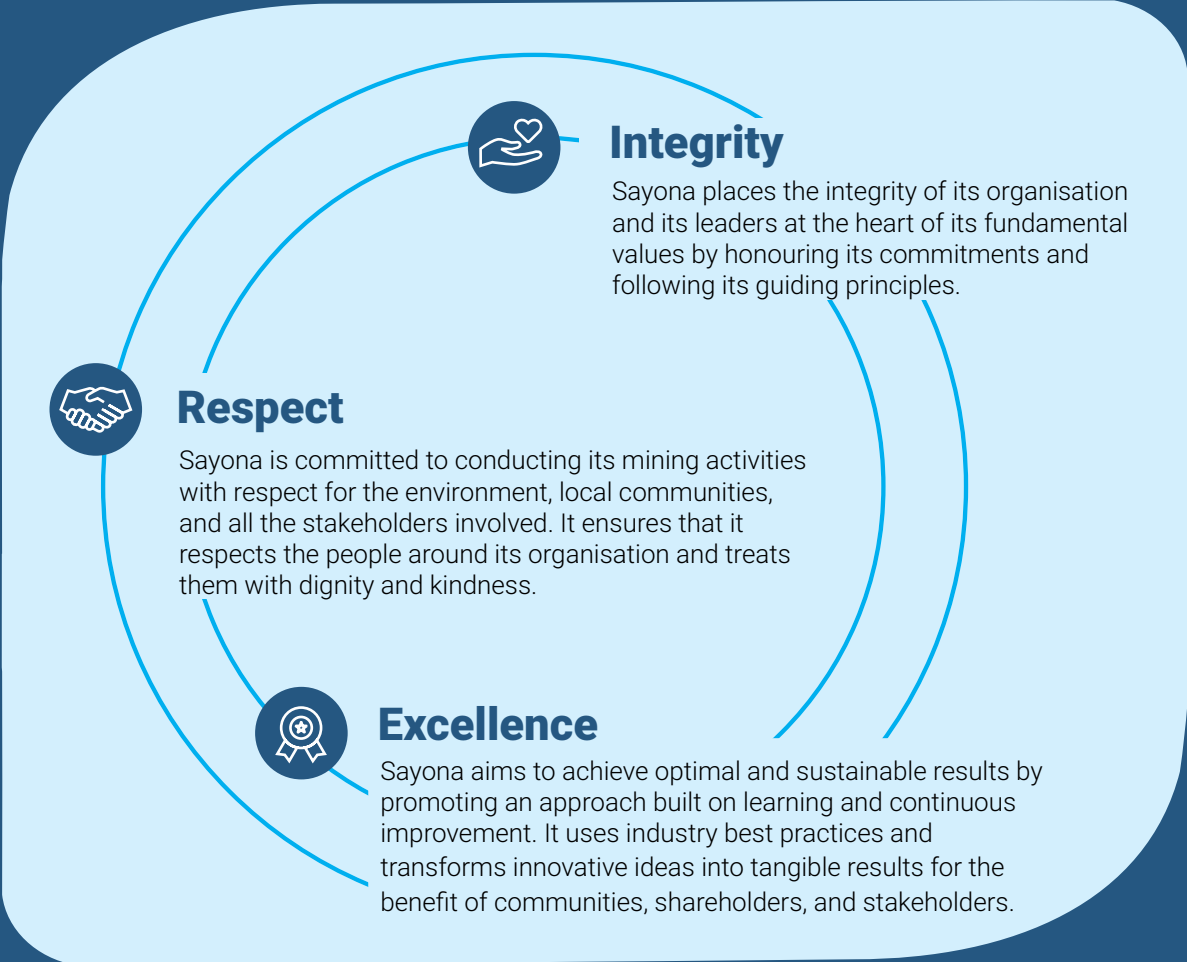 Integrity
Sayona places the integrity of its organisation
and its leaders at the heart of its fundamental
values by honouring its commitments and
following its guiding principles.
Respect
Sayona is committed to conducting its mining activities
with respect for the environment, local communities,
and all the stakeholders involved. It ensures that it
respects the people around its organisation and treats
them with dignity and kindness.
Excellence
Sayona aims to achieve optimal and sustainable results by
promoting an approach built on learning and continuous
improvement. It uses industry best practices and
transforms innovative ideas into tangible results for the
benefit of communities, shareholders, and stakeholders.